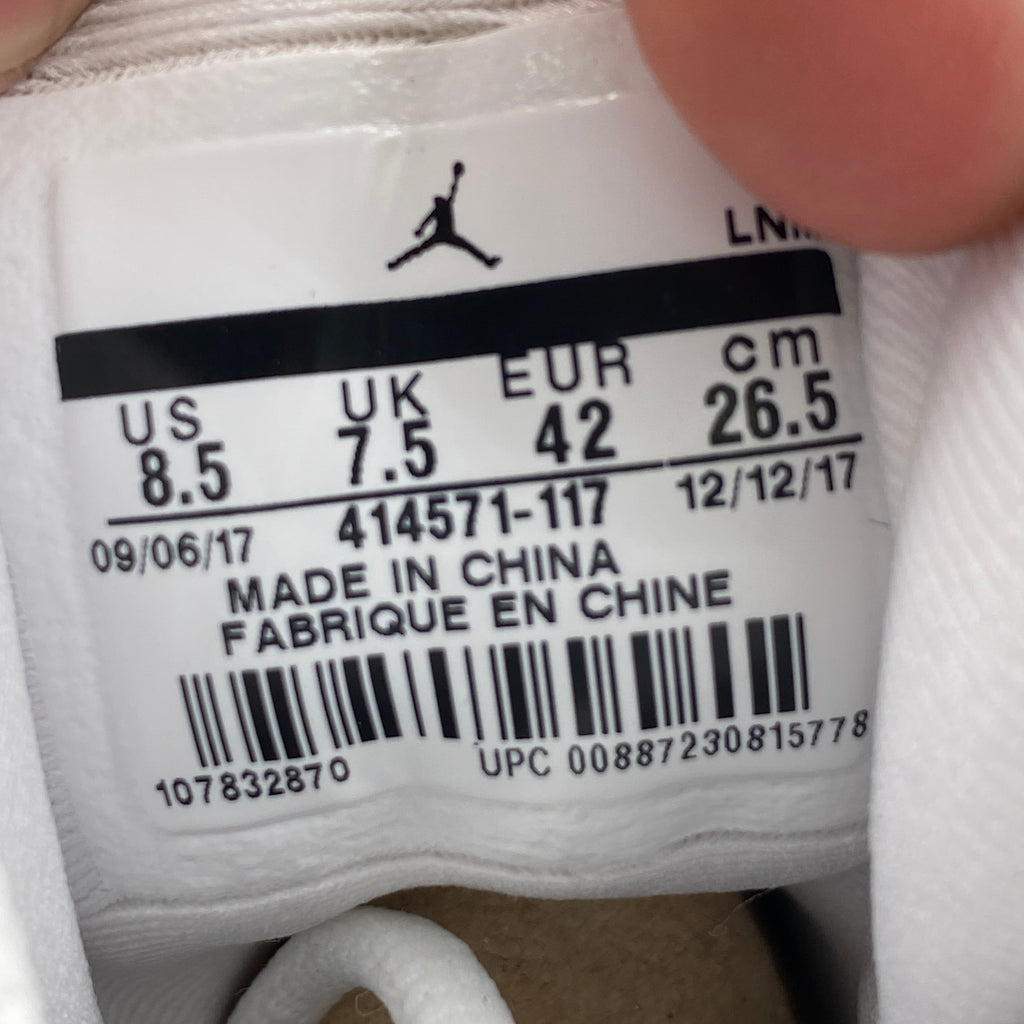 US UK EUR cm
8.5 7.5 42 26.5
09/06/17 414571-117 12/12/17
MADE IN CHINA
FABRIQUE EN CHINE
107832870 UPC 00887230815778